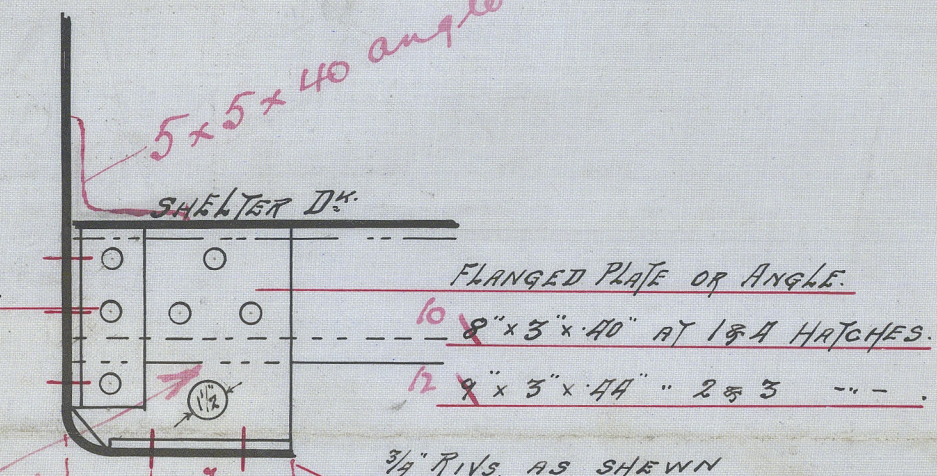 5 x 5 x 40 angle
SHELTER DK.
FLANGED PLATE OR ANGLE.
10 8" x 3" x .40" AT 1 & 4 HATCHES.
12 9" x 3" x .44" " 2 & 3 -"- .
1½"
3/4" RIVS. AS SHEWN